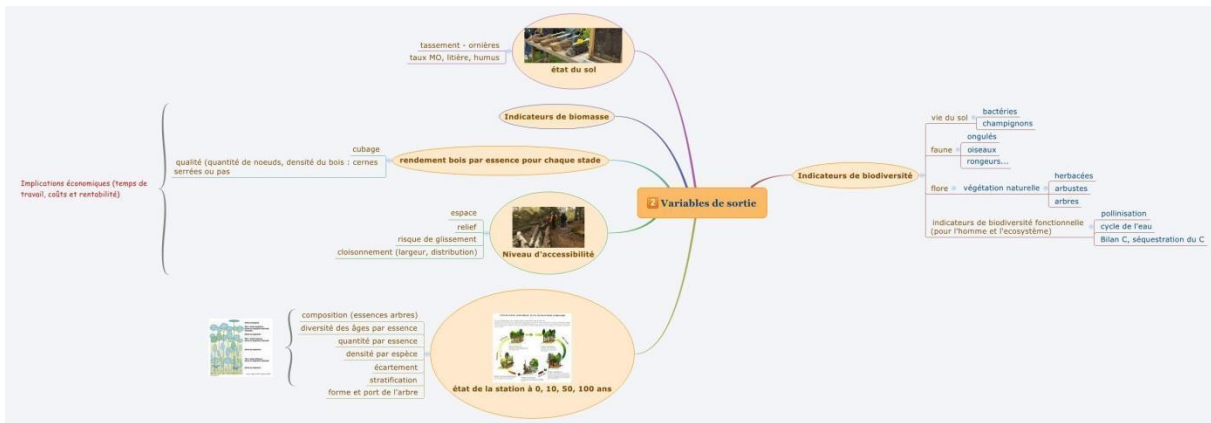 tassement - ornières
taux MO, litière, humus
état du sol
Indicateurs de biomasse
cubage
qualité (quantité de noeuds, densité du bois : cernes
serrées ou pas
rendement bois par essence pour chaque stade
Implications économiques (temps de
travail, coûts et rentabilité)
espace
relief
risque de glissement
cloisonnement (largeur, distribution)
Niveau d'accessibilité
composition (essences arbres)
diversité des âges par essence
quantité par essence
densité par espèce
écartement
stratification
forme et port de l'arbre
état de la station à 0, 10, 50, 100 ans
2 Variables de sortie
Indicateurs de biodiversité
vie du sol
bactéries
champignons
faune
ongulés
oiseaux
rongeurs...
flore
végétation naturelle
herbacées
arbustes
arbres
indicateurs de biodiversité fonctionnelle
(pour l'homme et l'ecosystème)
pollinisation
cycle de l'eau
Bilan C, séquestration du C